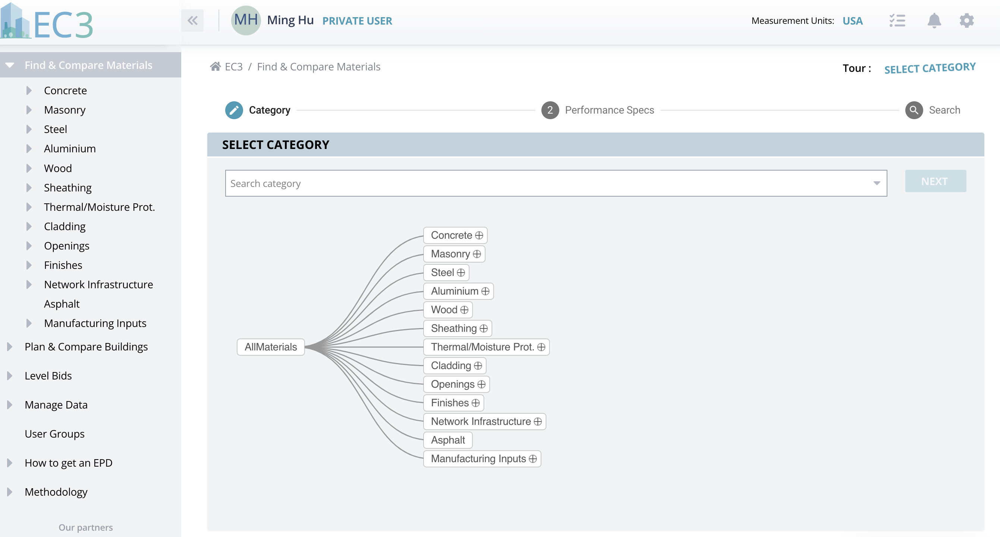 EC3
MH Ming Hu PRIVATE USER
Measurement Units: USA
Find & Compare Materials
Concrete
Masonry
Steel
Aluminium
Wood
Sheathing
Thermal/Moisture Prot.
Cladding
Openings
Finishes
Network Infrastructure
Asphalt
Manufacturing Inputs
Plan & Compare Buildings
Level Bids
Manage Data
User Groups
How to get an EPD
Methodology
Our partners
EC3 / Find & Compare Materials
Tour : SELECT CATEGORY
Category
2 Performance Specs
Search
SELECT CATEGORY
Search category
NEXT
AllMaterials
Concrete
Masonry
Steel
Aluminium
Wood
Sheathing
Thermal/Moisture Prot.
Cladding
Openings
Finishes
Network Infrastructure
Asphalt
Manufacturing Inputs